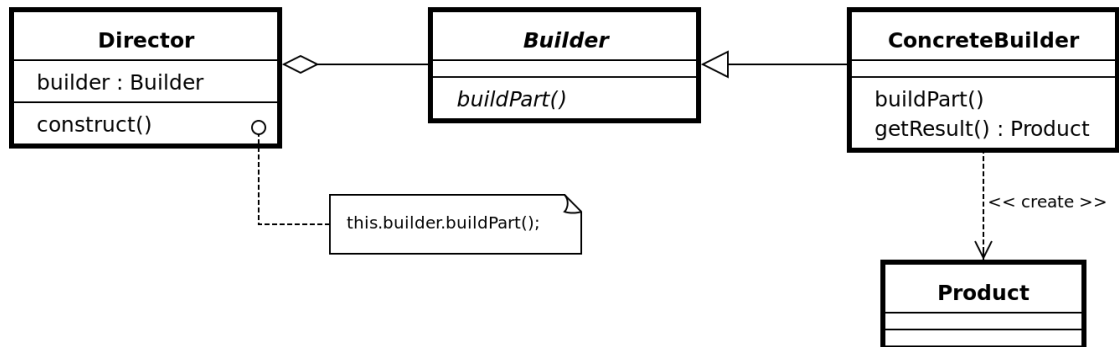 Director
builder : Builder
construct()
Builder
buildPart()
ConcreteBuilder
buildPart()
getResult() : Product
this.builder.buildPart();
<< create >>
Product